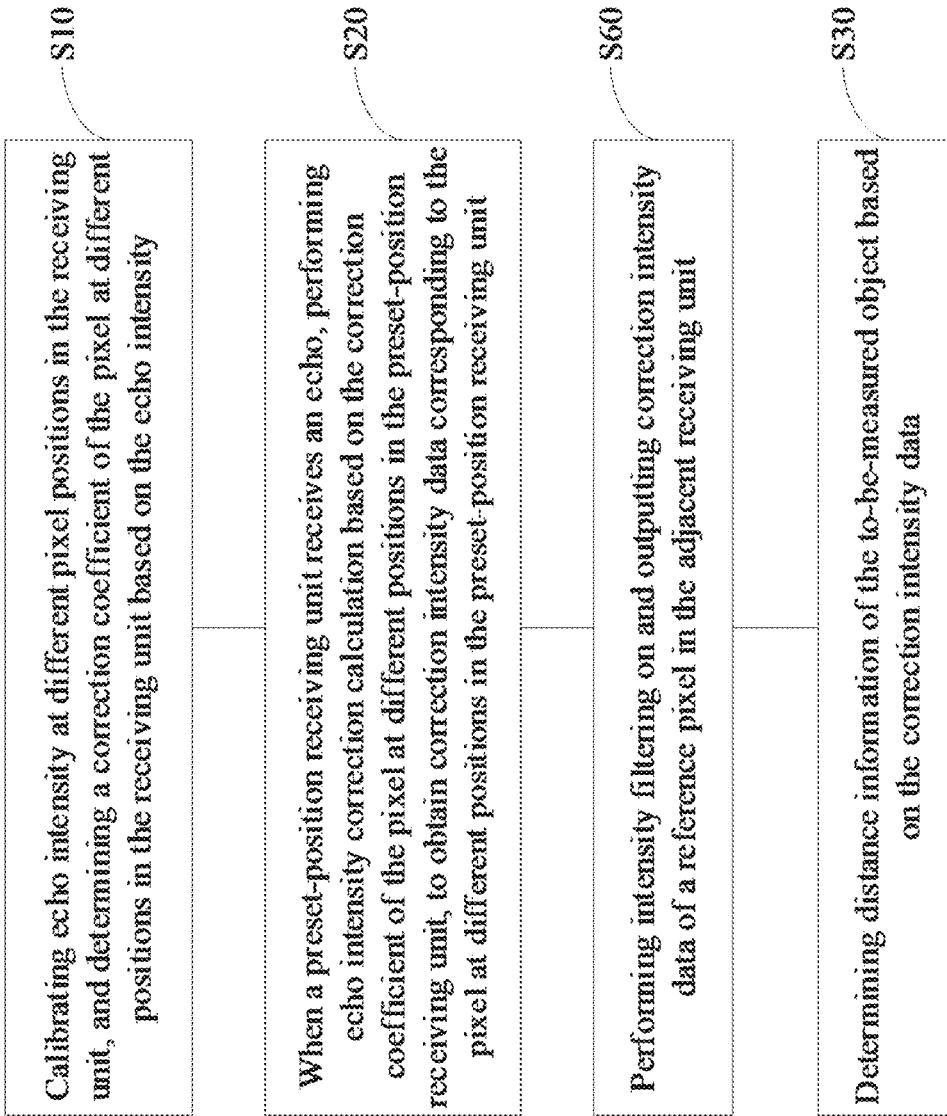 Calibrating echo intensity at different pixel positions in the receiving
unit, and determining a correction coefficient of the pixel at different
positions in the receiving unit based on the echo intensity
S10
When a preset-position receiving unit receives an echo, performing
echo intensity correction calculation based on the correction
coefficient of the pixel at different positions in the preset-position
receiving unit, to obtain correction intensity data corresponding to the
pixel at different positions in the preset-position receiving unit
S20
Performing intensity filtering on and outputting correction intensity
data of a reference pixel in the adjacent receiving unit
S60
Determining distance information of the to-be-measured object based
on the correction intensity data
S30